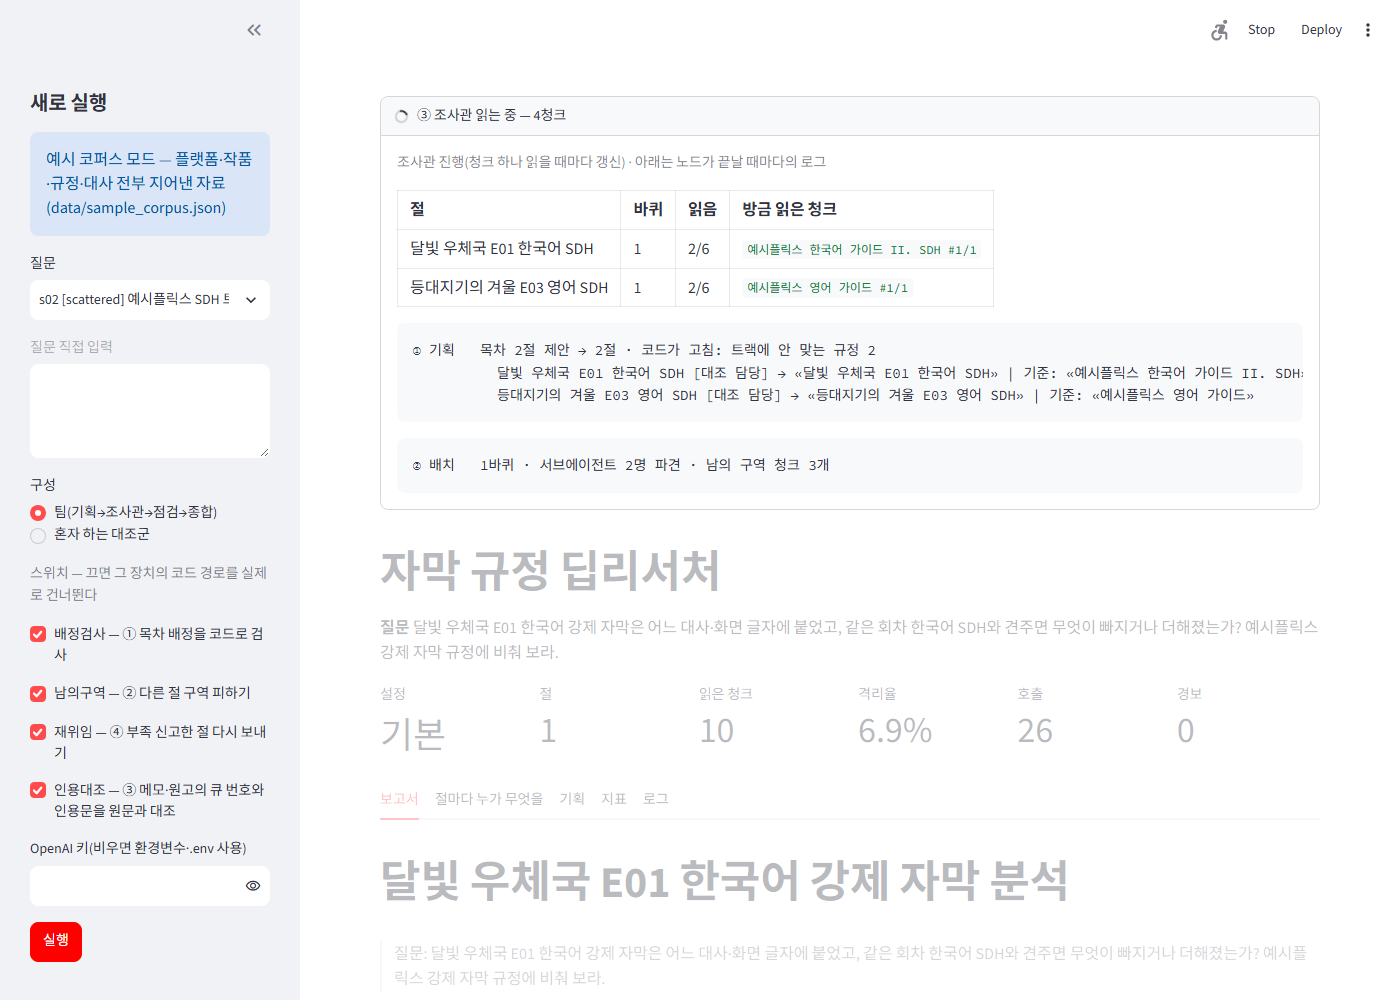 Stop
Deploy
새로 실행
예시 코퍼스 모드 — 플랫폼·작품
·규정·대사 전부 지어낸 자료
(data/sample_corpus.json)
질문
s02 [scattered] 예시플릭스 SDH 트
질문 직접 입력
구성
팀(기획→조사관→점검→종합)
혼자 하는 대조군
스위치 — 끄면 그 장치의 코드 경로를 실제
로 건너뛴다
배정검사 — ① 목차 배정을 코드로 검
사
남의구역 — ② 다른 절 구역 피하기
재위임 — ④ 부족 신고한 절 다시 보내
기
인용대조 — ③ 메모·원고의 큐 번호와
인용문을 원문과 대조
OpenAI 키(비우면 환경변수·.env 사용)
실행
③ 조사관 읽는 중 — 4청크
조사관 진행(청크 하나 읽을 때마다 갱신) · 아래는 노드가 끝날 때마다의 로그
절 바퀴 읽음 방금 읽은 청크
달빛 우체국 E01 한국어 SDH 1 2/6 예시플릭스 한국어 가이드 II. SDH #1/1
등대지기의 겨울 E03 영어 SDH 1 2/6 예시플릭스 영어 가이드 #1/1
① 기획 목차 2절 제안 → 2절 · 코드가 고침: 트랙에 안 맞는 규정 2
달빛 우체국 E01 한국어 SDH [대조 담당] → «달빛 우체국 E01 한국어 SDH» | 기준: «예시플릭스 한국어 가이드 II. SDH»
등대지기의 겨울 E03 영어 SDH [대조 담당] → «등대지기의 겨울 E03 영어 SDH» | 기준: «예시플릭스 영어 가이드»
② 배치 1바퀴 · 서브에이전트 2명 파견 · 남의 구역 청크 3개
자막 규정 딥리서처
질문 달빛 우체국 E01 한국어 강제 자막은 어느 대사·화면 글자에 붙었고, 같은 회차 한국어 SDH와 견주면 무엇이 빠지거나 더해졌는가? 예시플릭스
강제 자막 규정에 비춰 보라.
설정 절 읽은 청크 격리율 호출 경보
기본 1 10 6.9% 26 0
보고서 절마다 누가 무엇을 기획 지표 로그
달빛 우체국 E01 한국어 강제 자막 분석
질문: 달빛 우체국 E01 한국어 강제 자막은 어느 대사·화면 글자에 붙었고, 같은 회차 한국어 SDH와 견주면 무엇이 빠지거나 더해졌는가? 예시플
릭스 강제 자막 규정에 비춰 보라.